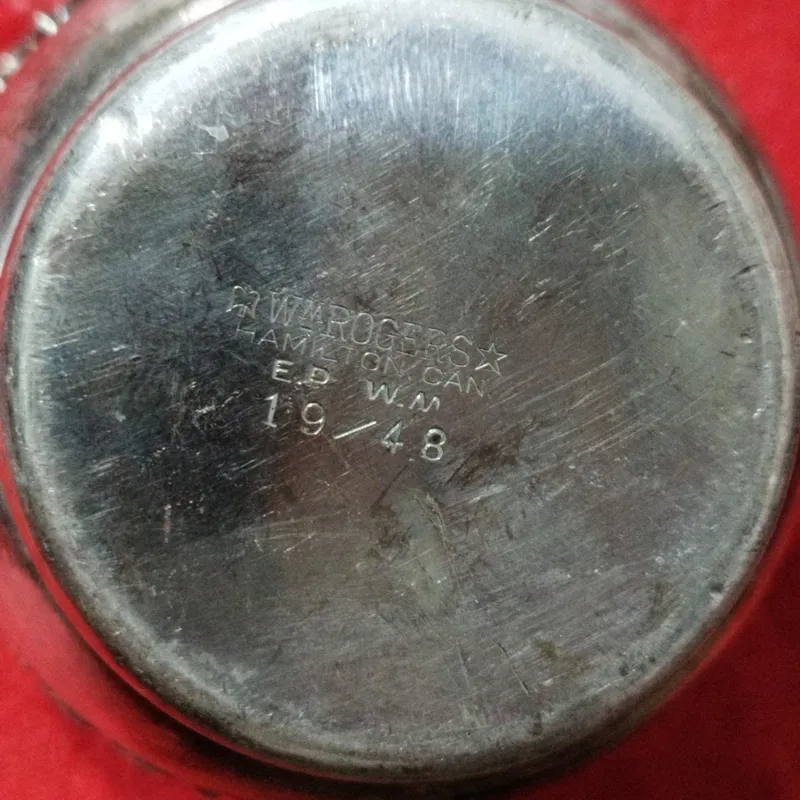 Wᴹ ROGERS☆
HAMILTON, CAN.
E.P W.M
19/48